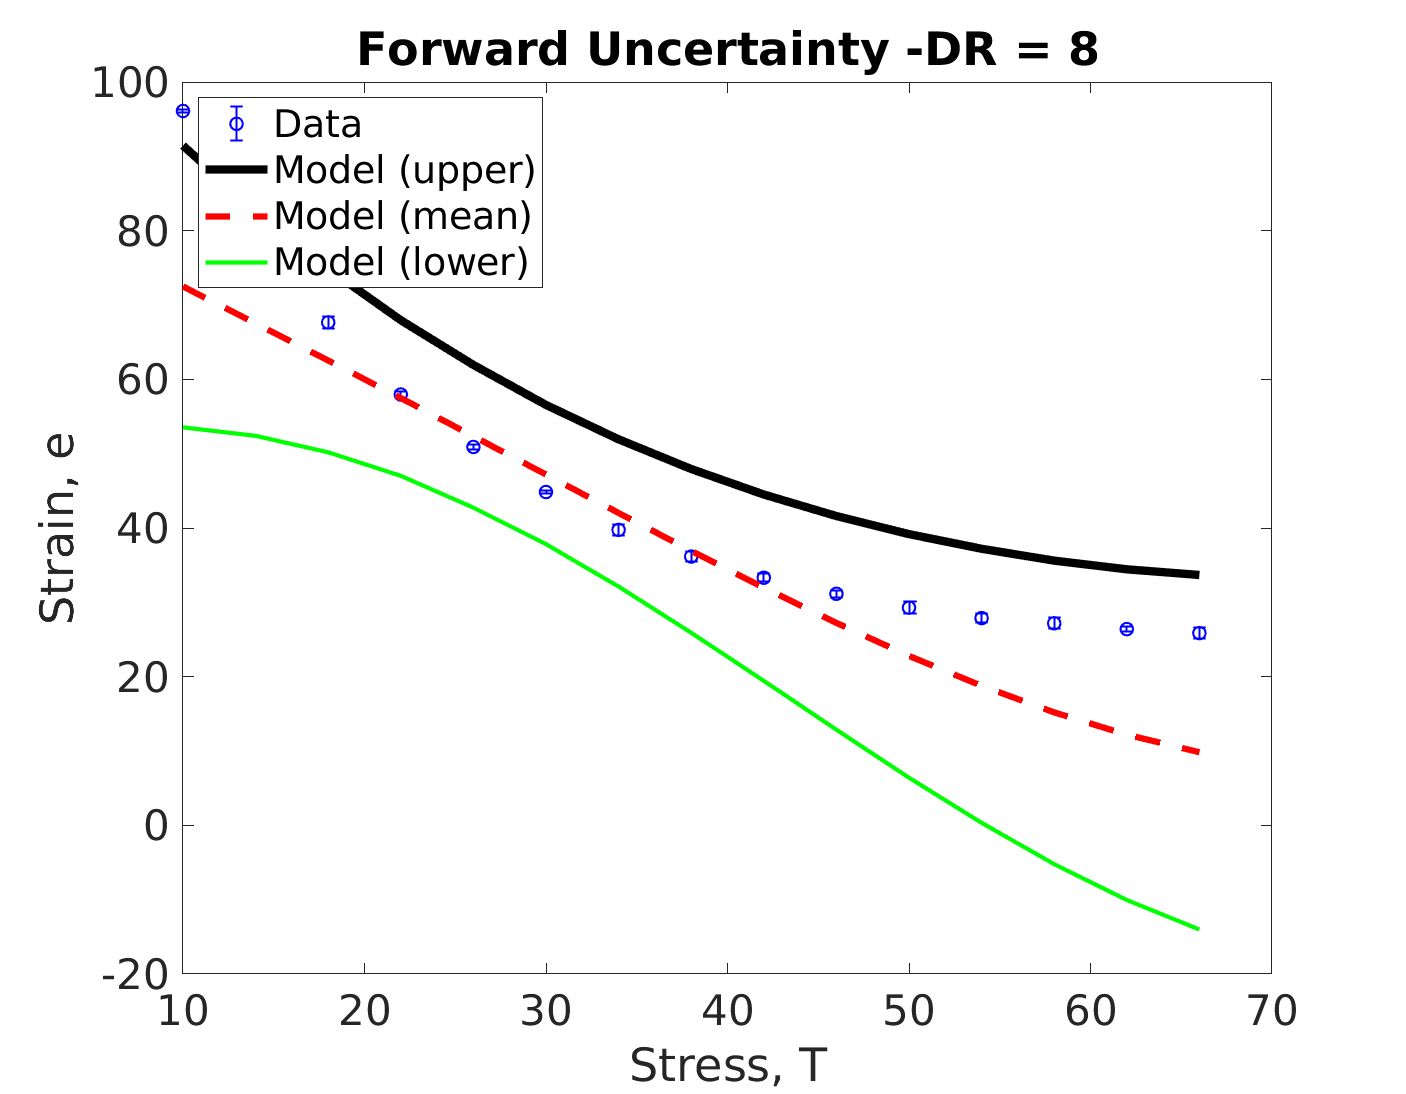 Forward Uncertainty -DR = 8
100
80
60
40
20
0
-20
Strain, e
Data
Model (upper)
Model (mean)
Model (lower)
10 20 30 40 50 60 70
Stress, T